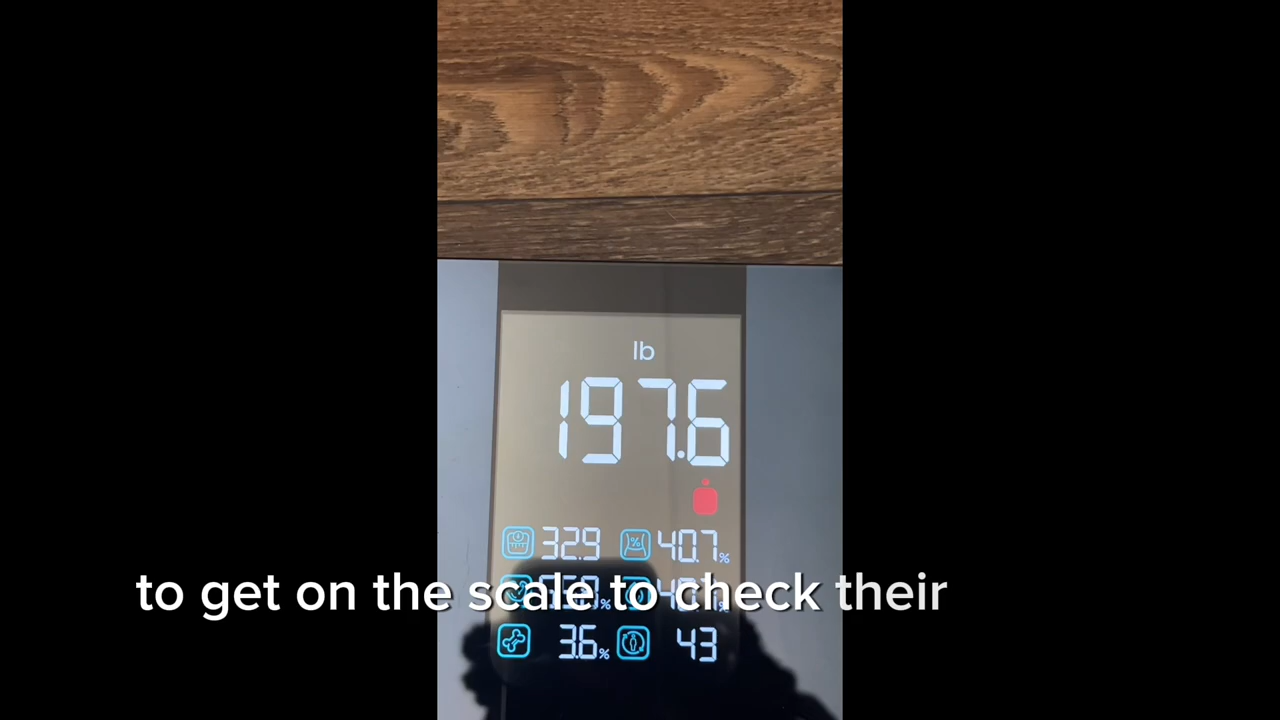 lb
197.6
32.9 40.7%
to get on the scale to check their
3.6% 43